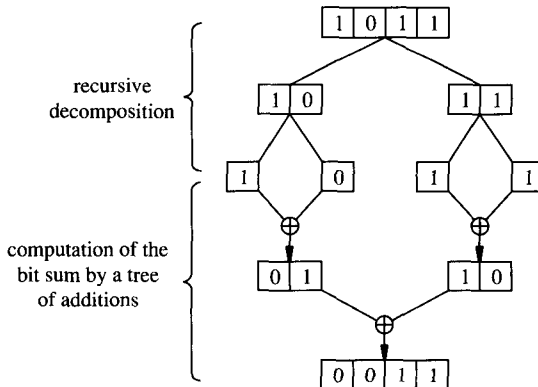 1 0 1 1
recursive
decomposition
1 0 1 1
1 0 1 1
computation of the
bit sum by a tree
of additions
0 1 1 0
0 0 1 1